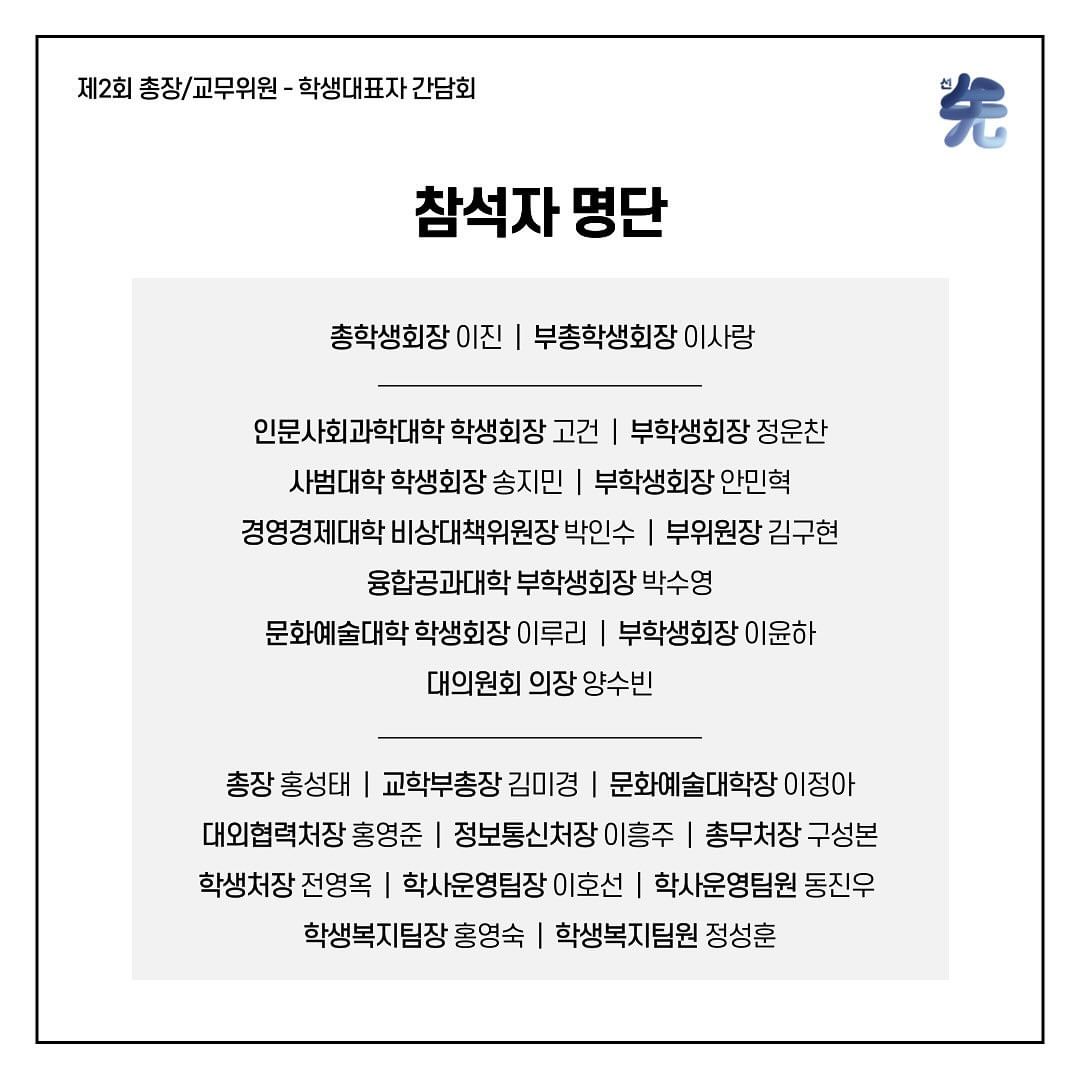 제2회 총장/교무위원 - 학생대표자 간담회
선 先
참석자 명단
총학생회장 이진 | 부총학생회장 이사랑
인문사회과학대학 학생회장 고건 | 부학생회장 정운찬
사범대학 학생회장 송지민 | 부학생회장 안민혁
경영경제대학 비상대책위원장 박인수 | 부위원장 김구현
융합공과대학 부학생회장 박수영
문화예술대학 학생회장 이루리 | 부학생회장 이윤하
대의원회 의장 양수빈
총장 홍성태 | 교학부총장 김미경 | 문화예술대학장 이정아
대외협력처장 홍영준 | 정보통신처장 이흥주 | 총무처장 구성본
학생처장 전영옥 | 학사운영팀장 이호선 | 학사운영팀원 동진우
학생복지팀장 홍영숙 | 학생복지팀원 정성훈